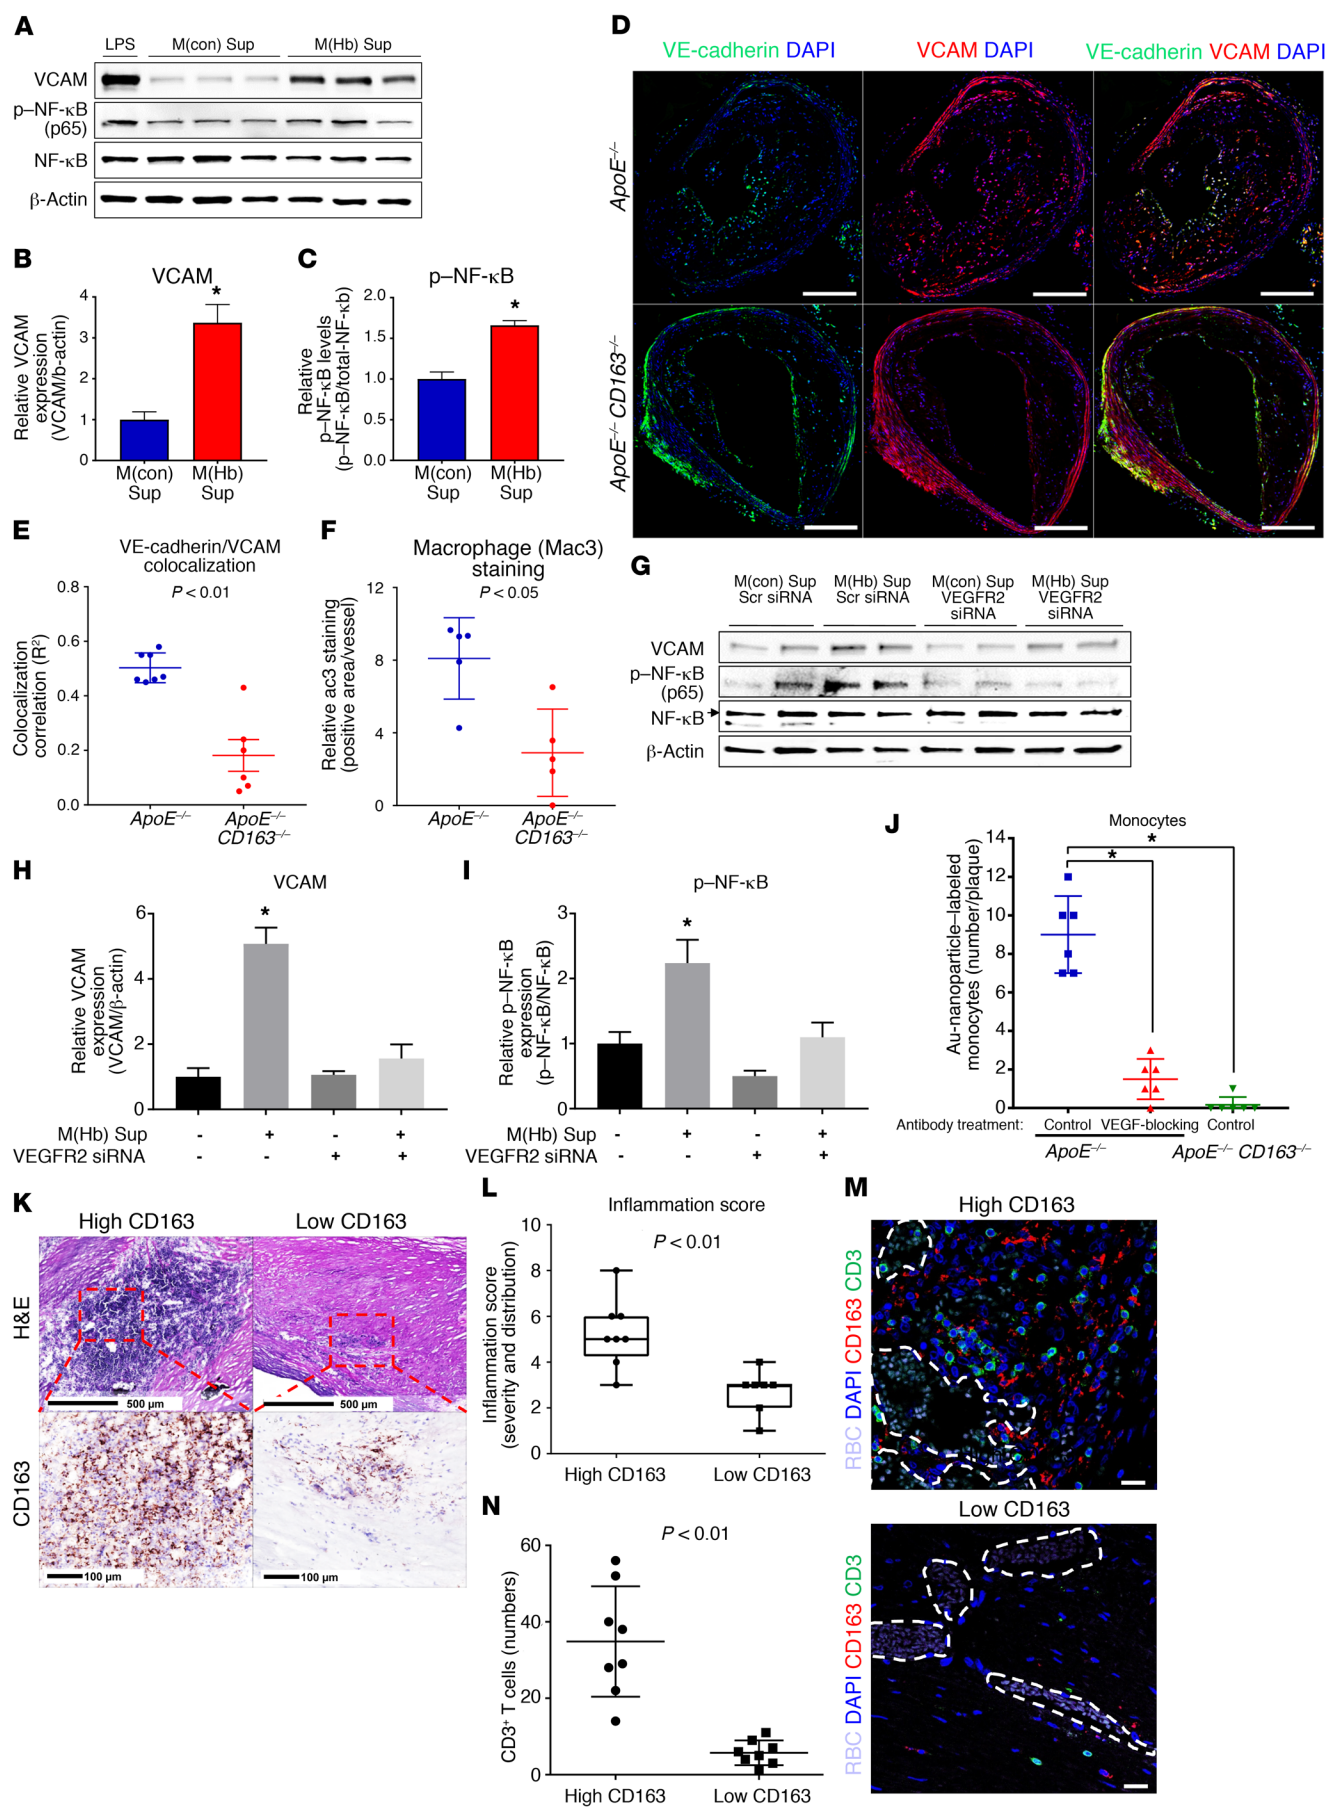 A
LPS M(con) Sup M(Hb) Sup
VCAM
p–NF-κB
(p65)
NF-κB
β-Actin
B
VCAM
Relative VCAM
expression
(VCAM/b-actin)
4
3
2
1
0
*
M(con)
Sup
M(Hb)
Sup
C
p–NF-κB
Relative
p–NF-κB levels
(p–NF-κB/total-NF-κb)
2.0
1.5
1.0
0.5
0.0
*
M(con)
Sup
M(Hb)
Sup
D
VE-cadherin DAPI
VCAM DAPI
VE-cadherin VCAM DAPI
ApoE–/–
ApoE–/– CD163–/–
E
VE-cadherin/VCAM
colocalization
P < 0.01
Colocalization
correlation (R2)
0.8
0.6
0.4
0.2
0.0
ApoE–/–
ApoE–/–
CD163–/–
F
Macrophage (Mac3)
staining
P < 0.05
Relative ac3 staining
(positive area/vessel)
12
8
4
0
ApoE–/–
ApoE–/–
CD163–/–
G
M(con) Sup
Scr siRNA
M(Hb) Sup
Scr siRNA
M(con) Sup
VEGFR2
siRNA
M(Hb) Sup
VEGFR2
siRNA
VCAM
p–NF-κB
(p65)
NF-κB
β-Actin
H
VCAM
Relative VCAM
expression
(VCAM/β-actin)
6
4
2
0
*
M(Hb) Sup - + - +
VEGFR2 siRNA - - + +
I
p–NF-κB
Relative p–NF-κB
expression
(p–NF-κB/NF-κB)
3
2
1
0
*
M(Hb) Sup - + - +
VEGFR2 siRNA - - + +
J
Monocytes
Au-nanoparticle–labeled
monocytes (number/plaque)
14
12
10
8
6
4
2
0
*
*
Antibody treatment: Control VEGF-blocking Control
ApoE–/– ApoE–/– CD163–/–
K
High CD163 Low CD163
H&E
500 µm 500 µm
CD163
100 µm 100 µm
L
Inflammation score
P < 0.01
Inflammation score
(severity and distribution)
10
8
6
4
2
0
High CD163 Low CD163
M
High CD163
RBC DAPI CD163 CD3
Low CD163
RBC DAPI CD163 CD3
N
P < 0.01
CD3+ T cells (numbers)
60
40
20
0
High CD163 Low CD163